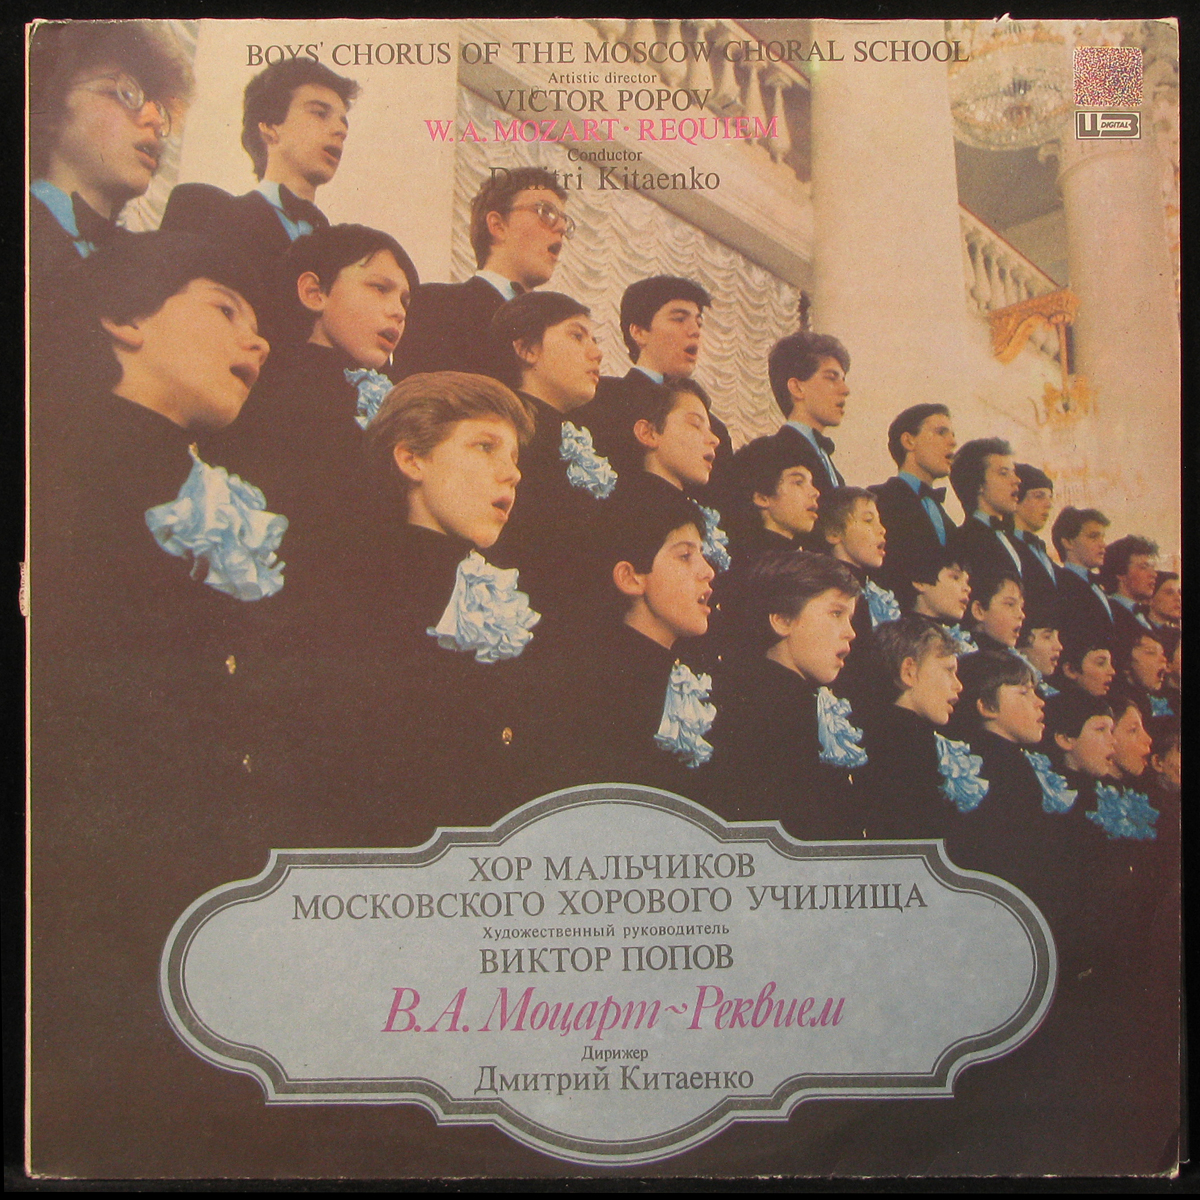 BOYS' CHORUS OF THE MOSCOW CHORAL SCHOOL
Artistic director
VICTOR POPOV
W. A. MOZART · REQUIEM
Conductor
Dmitri Kitaenko
DIGITAL
ХОР МАЛЬЧИКОВ
МОСКОВСКОГО ХОРОВОГО УЧИЛИЩА
Художественный руководитель
ВИКТОР ПОПОВ
В.А. Моцарт ~ Реквием
Дирижер
Дмитрий Китаенко